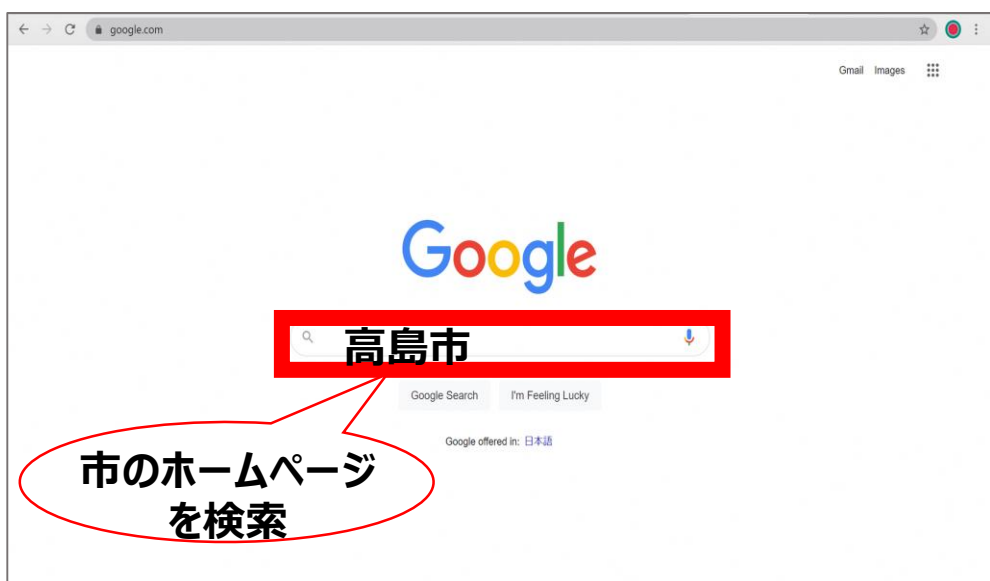 google.com
Gmail Images
Google
高島市
Google Search I'm Feeling Lucky
Google offered in: 日本語
市のホームページ
を検索